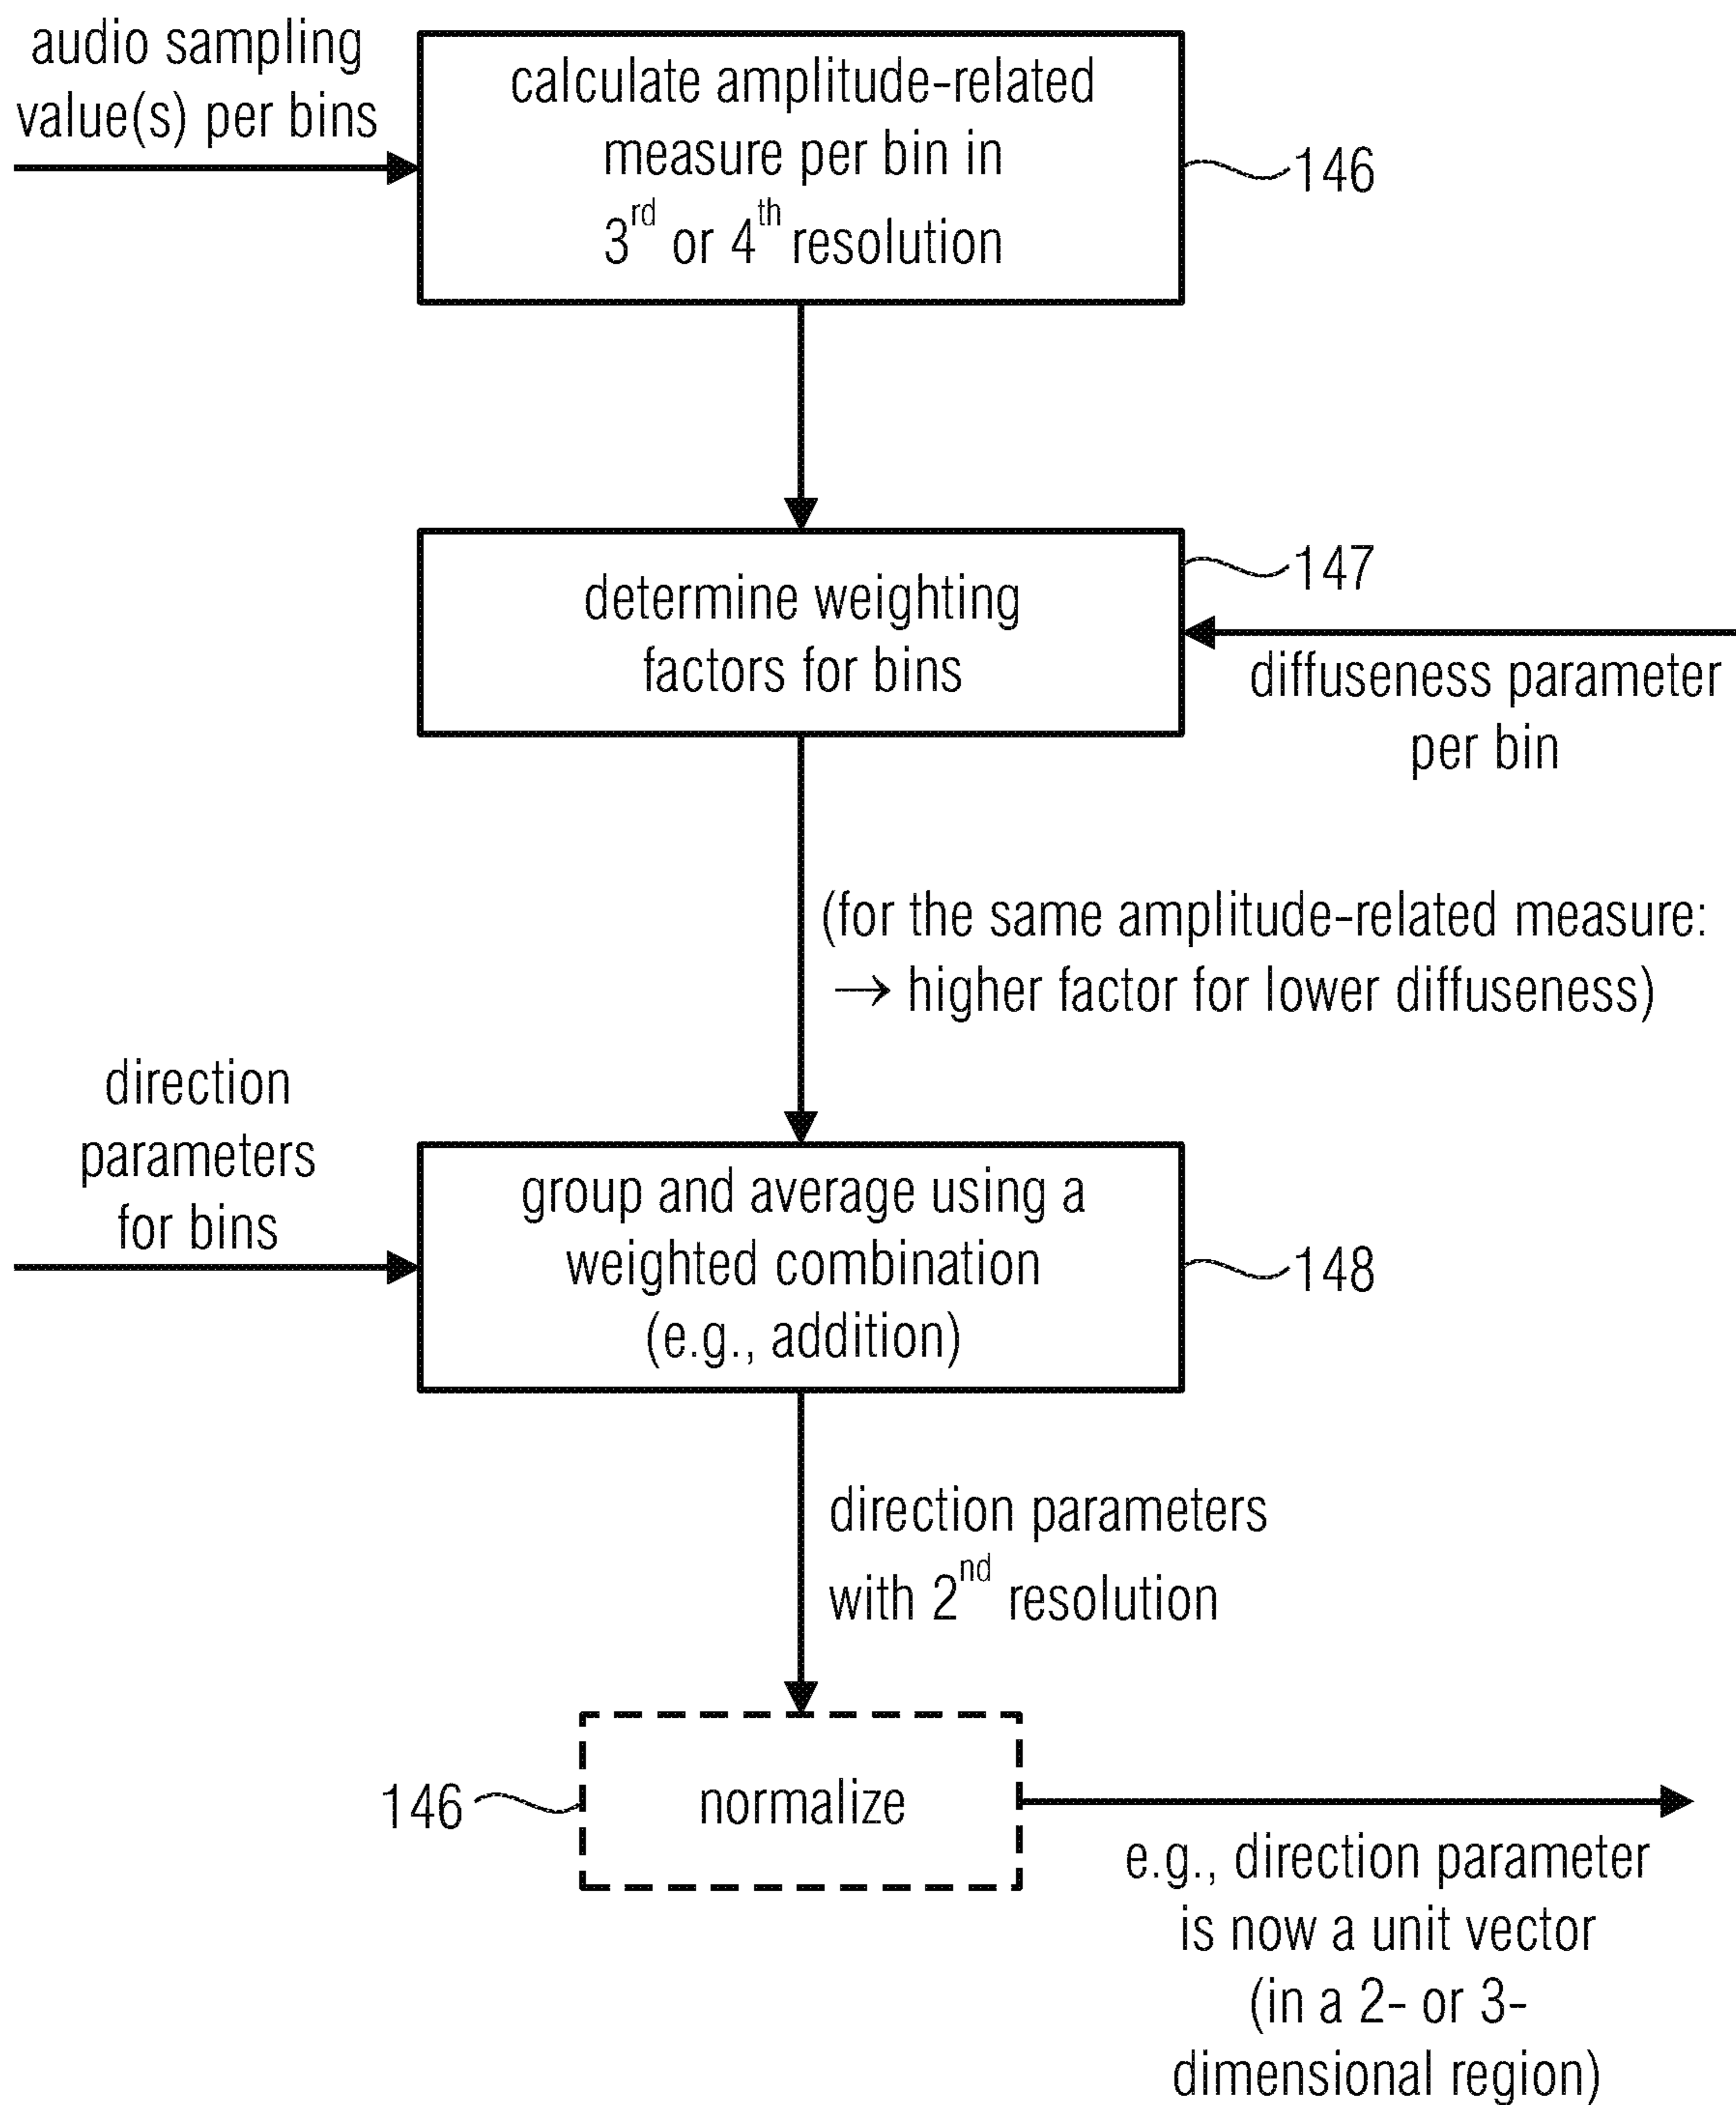 audio sampling
value(s) per bins
calculate amplitude-related
measure per bin in
3rd or 4th resolution
146
determine weighting
factors for bins
147
diffuseness parameter
per bin
(for the same amplitude-related measure:
→ higher factor for lower diffuseness)
direction
parameters
for bins
group and average using a
weighted combination
(e.g., addition)
148
direction parameters
with 2nd resolution
146
normalize
e.g., direction parameter
is now a unit vector
(in a 2- or 3-
dimensional region)